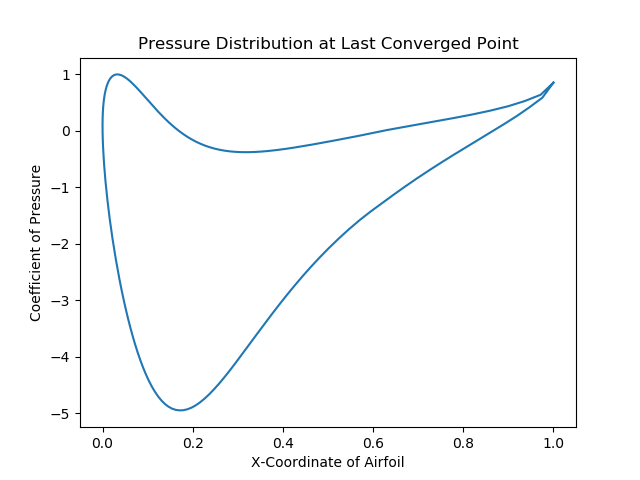 Pressure Distribution at Last Converged Point
1
0
−1
−2
−3
−4
−5
Coefficient of Pressure
0.0 0.2 0.4 0.6 0.8 1.0
X-Coordinate of Airfoil